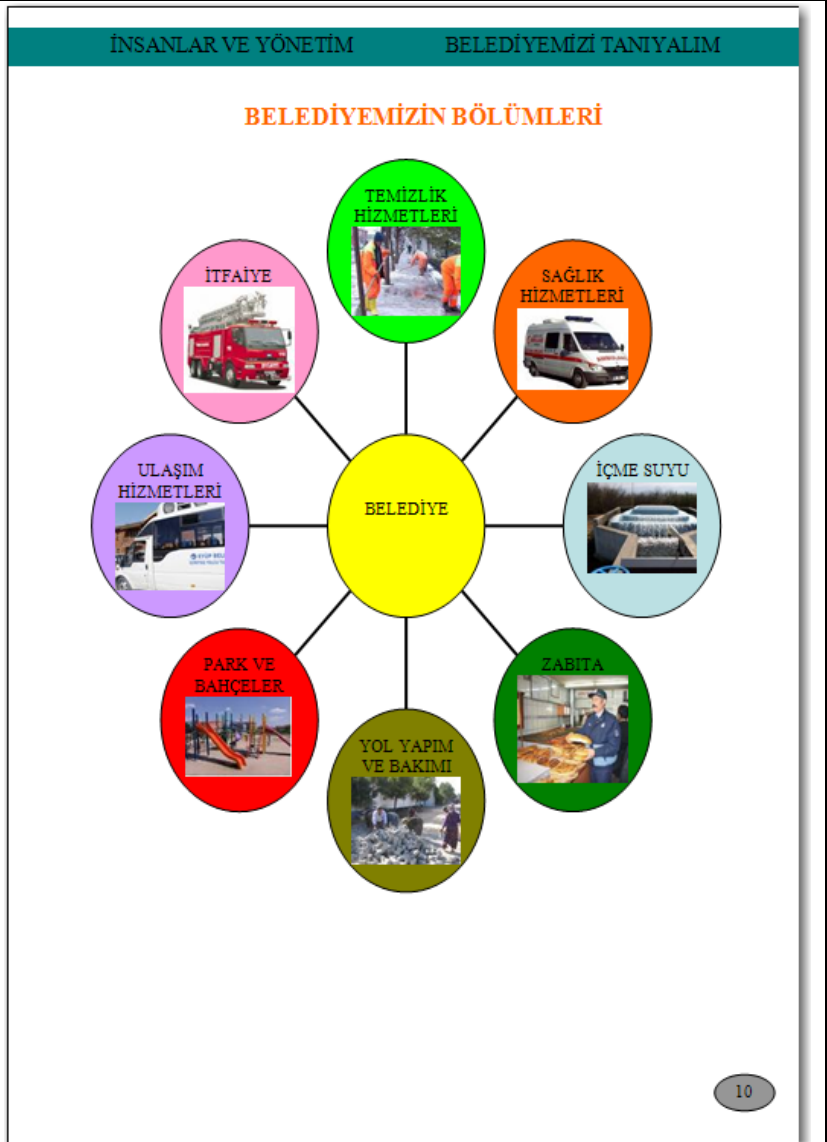 İNSANLAR VE YÖNETİM BELEDİYEMİZİ TANIYALIM
BELEDİYEMİZİN BÖLÜMLERİ
TEMİZLİK
HİZMETLERİ
SAĞLIK
HİZMETLERİ
İÇME SUYU
ZABITA
YOL YAPIM
VE BAKIMI
PARK VE
BAHÇELER
ULAŞIM
HİZMETLERİ
İTFAİYE
BELEDİYE
10